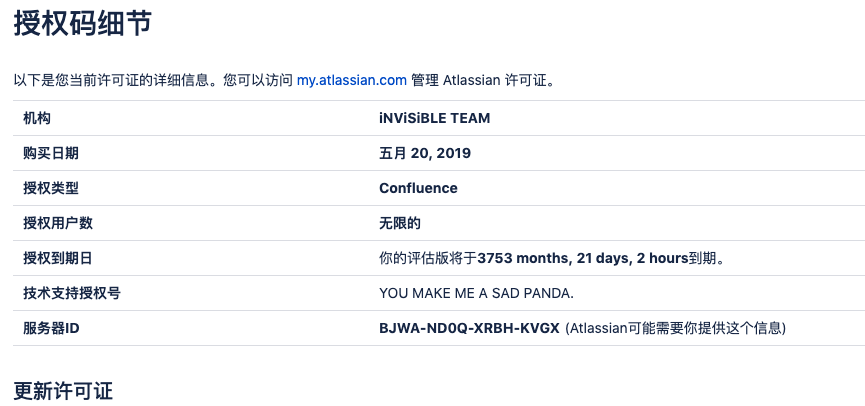 授权码细节
以下是您当前许可证的详细信息。您可以访问 my.atlassian.com 管理 Atlassian 许可证。
机构 iNViSiBLE TEAM
购买日期 五月 20, 2019
授权类型 Confluence
授权用户数 无限的
授权到期日 你的评估版将于3753 months, 21 days, 2 hours到期。
技术支持授权号 YOU MAKE ME A SAD PANDA.
服务器ID BJWA-ND0Q-XRBH-KVGX (Atlassian可能需要你提供这个信息)
更新许可证